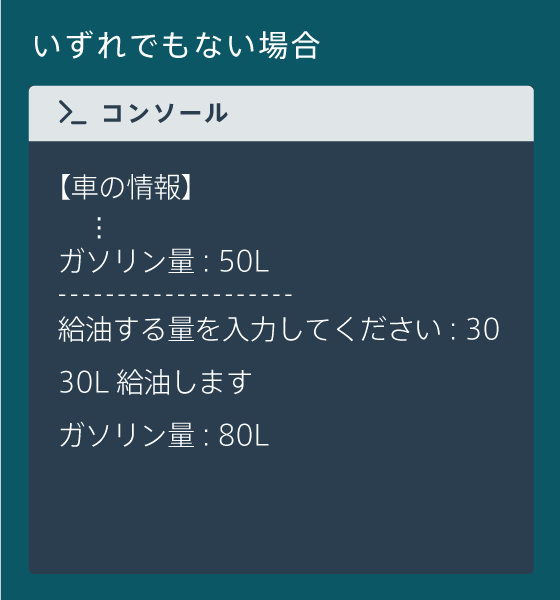 いずれでもない場合
コンソール
【車の情報】
⋮
ガソリン量 : 50L
--------------------
給油する量を入力してください : 30
30L 給油します
ガソリン量 : 80L